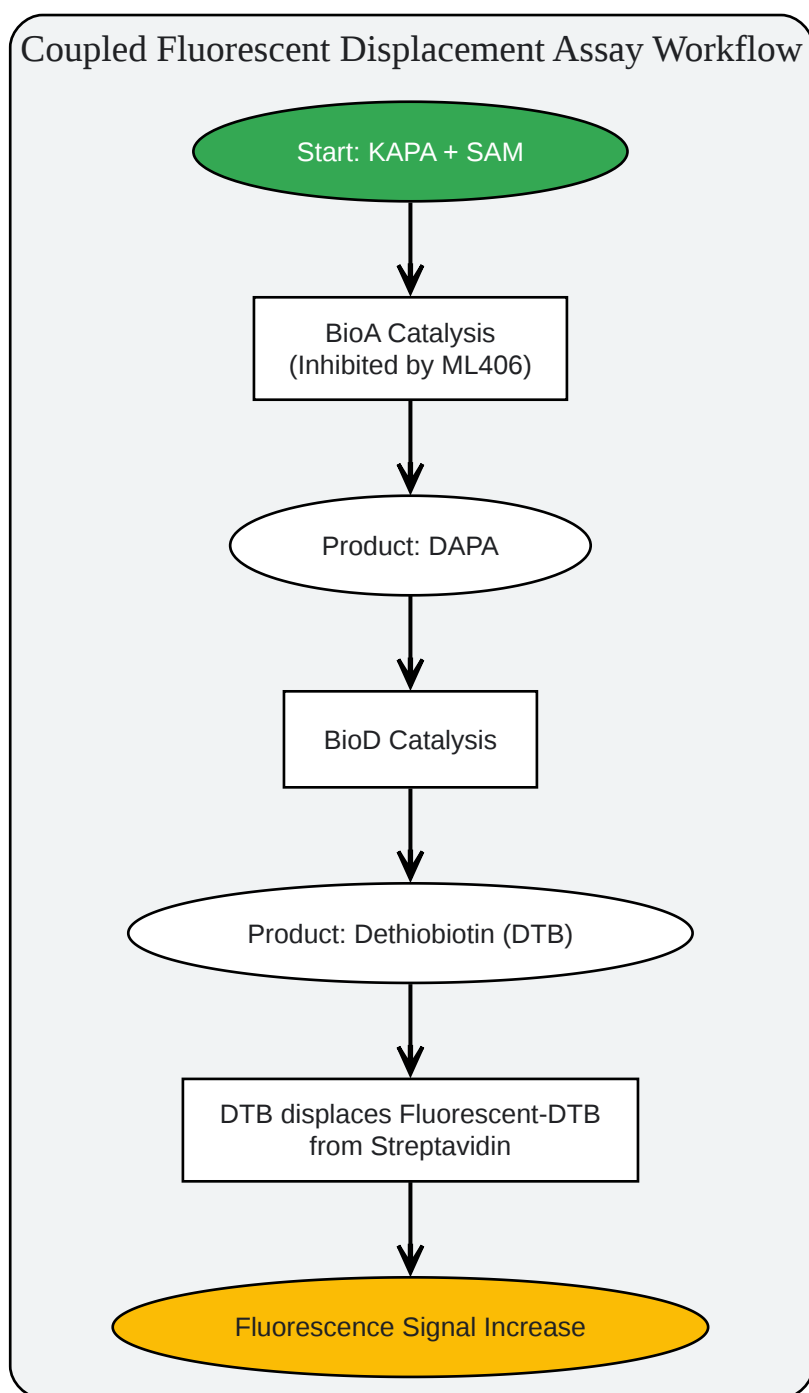 Coupled Fluorescent Displacement Assay Workflow
Start: KAPA + SAM
BioA Catalysis
(Inhibited by ML406)
Product: DAPA
BioD Catalysis
Product: Dethiobiotin (DTB)
DTB displaces Fluorescent-DTB
from Streptavidin
Fluorescence Signal Increase